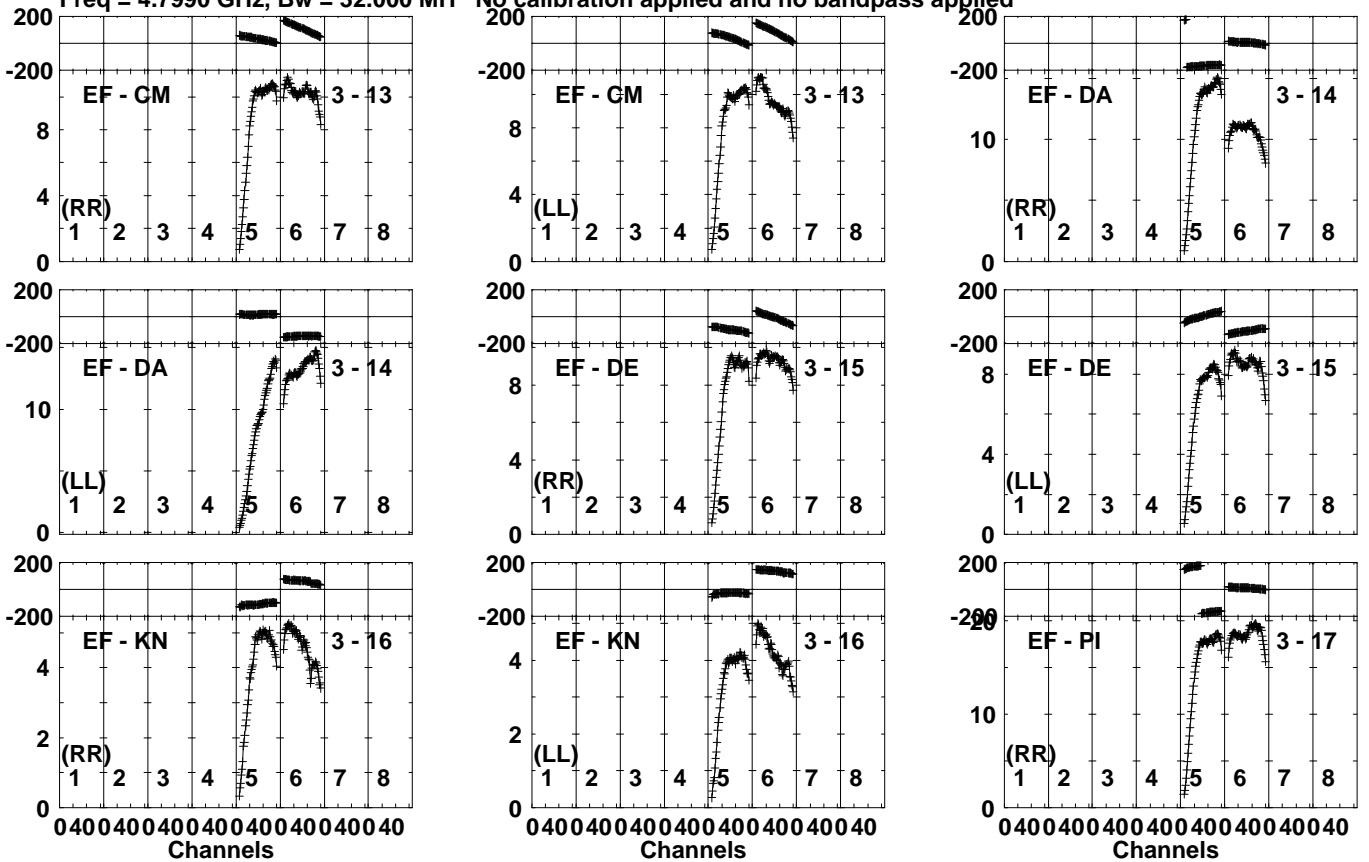 Freq = 4.7990 GHz, Bw = 32.000 MH No calibration applied and no bandpass applied
200 200 200
-200 -200 -200
EF - CM 3 - 13 EF - CM 3 - 13 EF - DA 3 - 14
8 8 10
4 4
(RR) (LL) (RR)
1 2 3 4 5 6 7 8 1 2 3 4 5 6 7 8 1 2 3 4 5 6 7 8
0 0 0
200 200 200
-200 -200 -200
EF - DA 3 - 14 EF - DE 3 - 15 EF - DE 3 - 15
10 8 8
4 4
(LL) (RR) (LL)
1 2 3 4 5 6 7 8 1 2 3 4 5 6 7 8 1 2 3 4 5 6 7 8
0 0 0
200 200 200
-200 -200 -200
20
EF - KN 3 - 16 EF - KN 3 - 16 EF - PI 3 - 17
4 4 10
2 2
(RR) (LL) (RR)
1 2 3 4 5 6 7 8 1 2 3 4 5 6 7 8 1 2 3 4 5 6 7 8
0 0 0
0 40 0 40 0 40 0 40 0 40 0 40 0 40 0 40 0 40 0 40 0 40 0 40 0 40 0 40 0 40 0 40 0 40 0 40 0 40 0 40 0 40 0 40 0 40 0 40
Channels Channels Channels